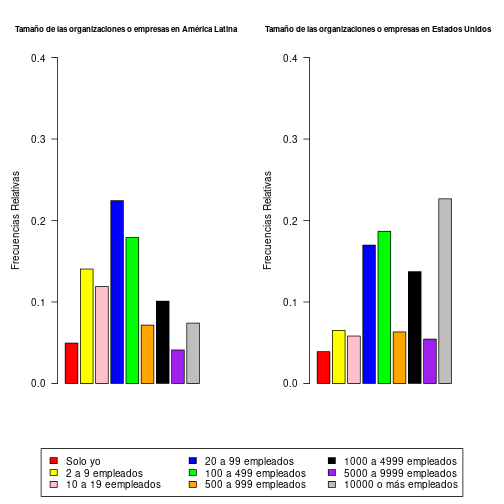 Tamaño de las organizaciones o empresas en América Latina
Tamaño de las organizaciones o empresas en Estados Unidos
Frecuencias Relativas
0.4
0.3
0.2
0.1
0.0
Frecuencias Relativas
0.4
0.3
0.2
0.1
0.0
Solo yo
2 a 9 empleados
10 a 19 eempleados
20 a 99 empleados
100 a 499 empleados
500 a 999 empleados
1000 a 4999 empleados
5000 a 9999 empleados
10000 o más empleados